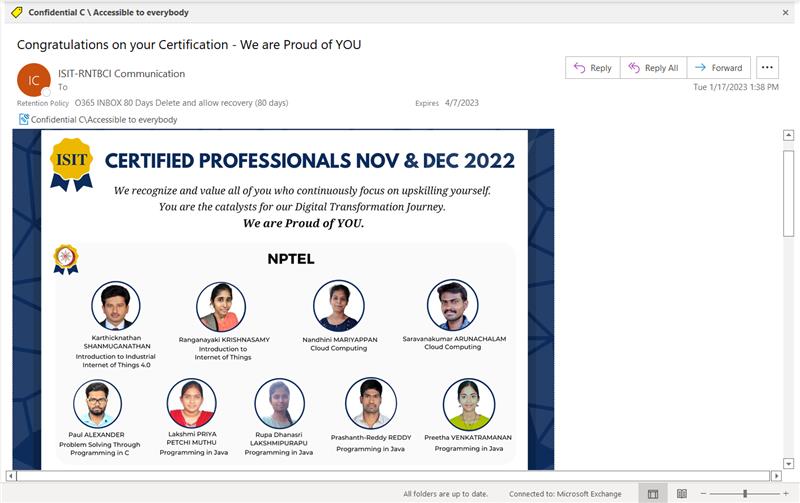 Confidential C \ Accessible to everybody
Congratulations on your Certification - We are Proud of YOU
IC
ISIT-RNTBCI Communication
To
Reply
Reply All
Forward
Tue 1/17/2023 1:38 PM
Retention Policy O365 INBOX 80 Days Delete and allow recovery (80 days)
Expires 4/7/2023
Confidential C\Accessible to everybody
ISIT
CERTIFIED PROFESSIONALS NOV & DEC 2022
We recognize and value all of you who continuously focus on upskilling yourself.
You are the catalysts for our Digital Transformation Journey.
We are Proud of YOU.
NPTEL
Karthicknathan
SHANMUGANATHAN
Introduction to Industrial
Internet of Things 4.0
Ranganayaki KRISHNASAMY
Introduction to
Internet of Things
Nandhini MARIYAPPAN
Cloud Computing
Saravanakumar ARUNACHALAM
Cloud Computing
Paul ALEXANDER
Problem Solving Through
Programming in C
Lakshmi PRIYA
PETCHI MUTHU
Programming in Java
Rupa Dhanasri
LAKSHMIPURAPU
Programming in Java
Prashanth-Reddy REDDY
Programming in Java
Preetha VENKATRAMANAN
Programming in Java
All folders are up to date.
Connected to: Microsoft Exchange